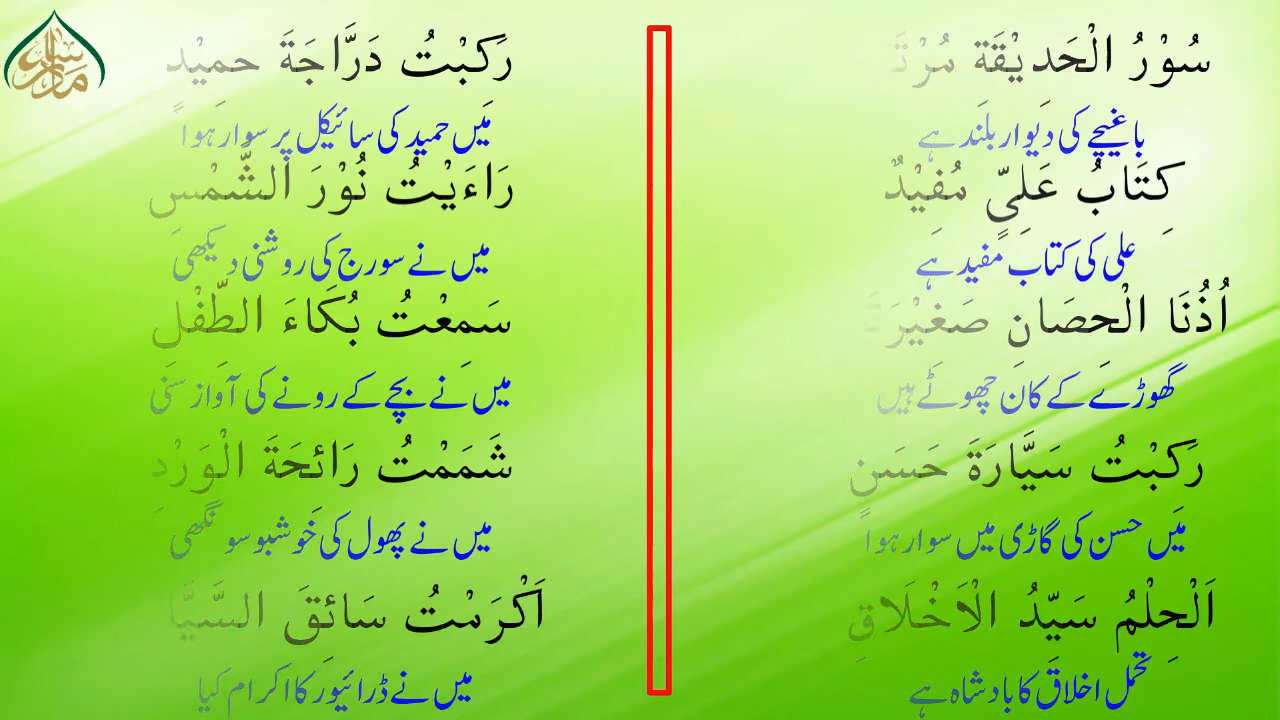 سُوْرُ الْحَدِيْقَةِ
باغیچے کی دیوار بلند ہے
كِتَابُ عَلِيٍّ مُفِيْدٌ
علی کی کتاب مفید ہے
اُذُنَا الْحِصَانِ صَغِيْرَةَ
گھوڑے کے کان چھوٹے ہیں
رَكِبْتُ سَيَّارَةَ حَسَنٍ
میں حسن کی گاڑی میں سوار ہوا
اَلْحِلْمُ سَيِّدُ الْاَخْلَاقِ
تحمل اخلاق کا بادشاہ ہے
رَكِبْتُ دَرَّاجَةَ حَمِيْد
میں حمید کی سائیکل پر سوار ہوا
رَاءَيْتُ نُوْرَ الشَّمْسِ
میں نے سورج کی روشنی دیکھی
سَمِعْتُ بُكَاءَ الطِّفْلِ
میں نے بچے کے رونے کی آواز سنی
شَمَمْتُ رَائِحَةَ الْوَرْدِ
میں نے پھول کی خوشبو سونگھی
اَكْرَمْتُ سَائِقَ السَّيَّا
میں نے ڈرائیور کا اکرام کیا